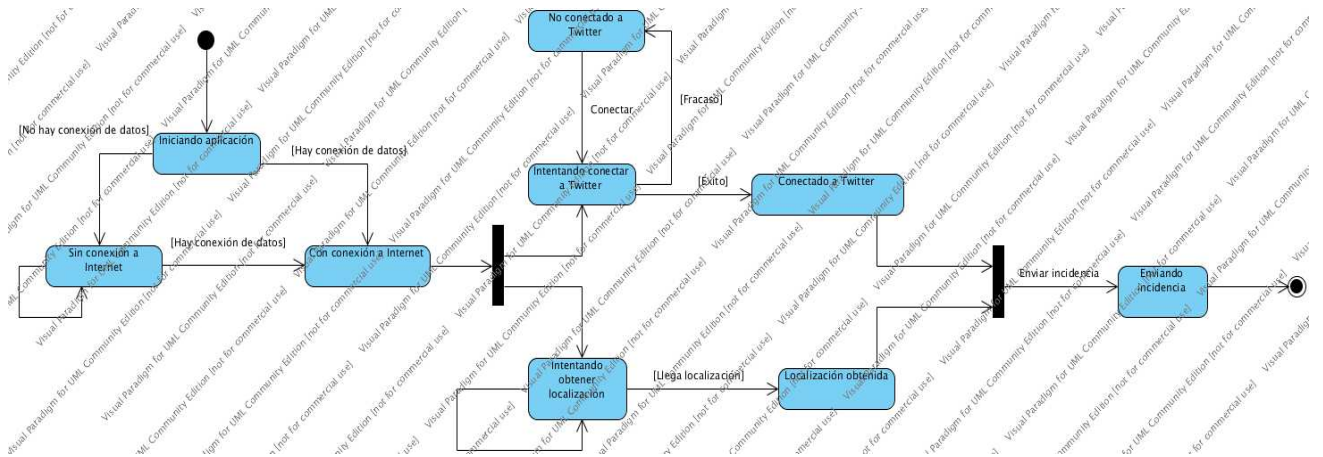 No conectado a
Twitter
[No hay conexión de datos]
Iniciando aplicación
[Hay conexión de datos]
Conectar
[Fracaso]
Intentando conectar
a Twitter
[Éxito]
Conectado a Twitter
Sin conexión a
Internet
[Hay conexión de datos]
Con conexión a Internet
Enviar incidencia
Enviando
incidencia
Intentando
obtener
localización
[Llega localización]
Localización obtenida
Visual Paradigm for UML Community Edition [not for commercial use]